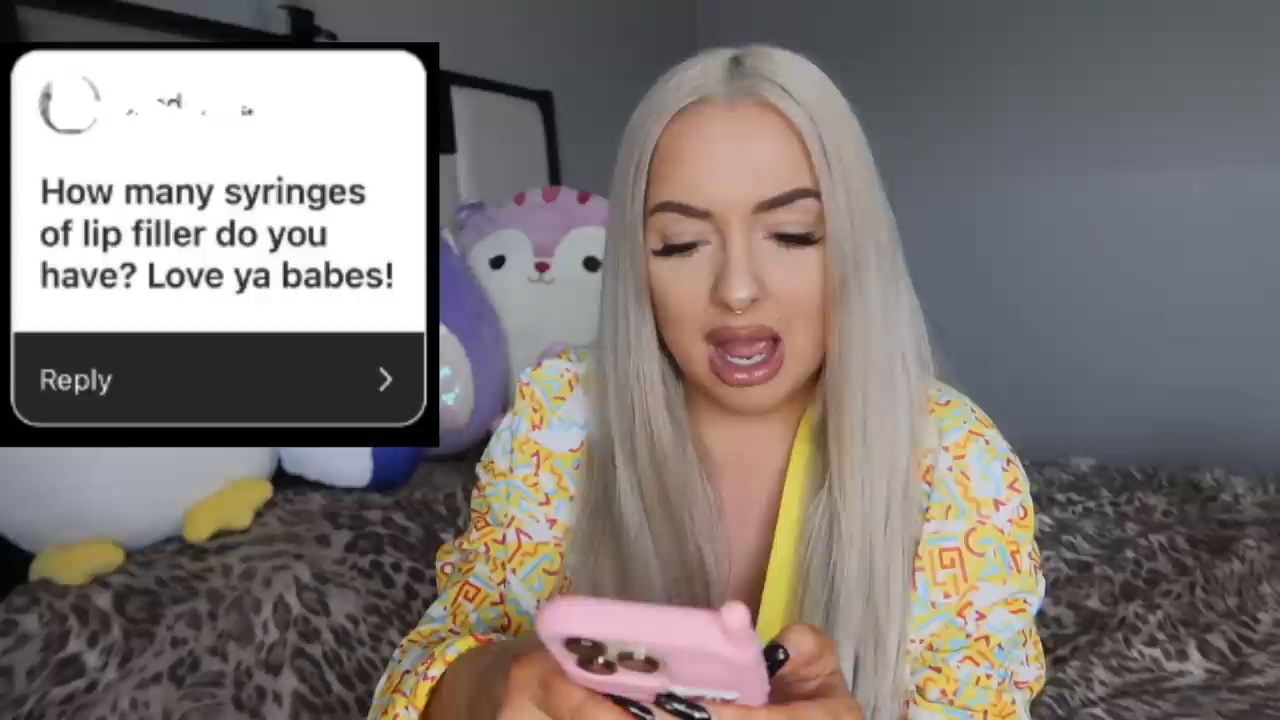 How many syringes
of lip filler do you
have? Love ya babes!
Reply